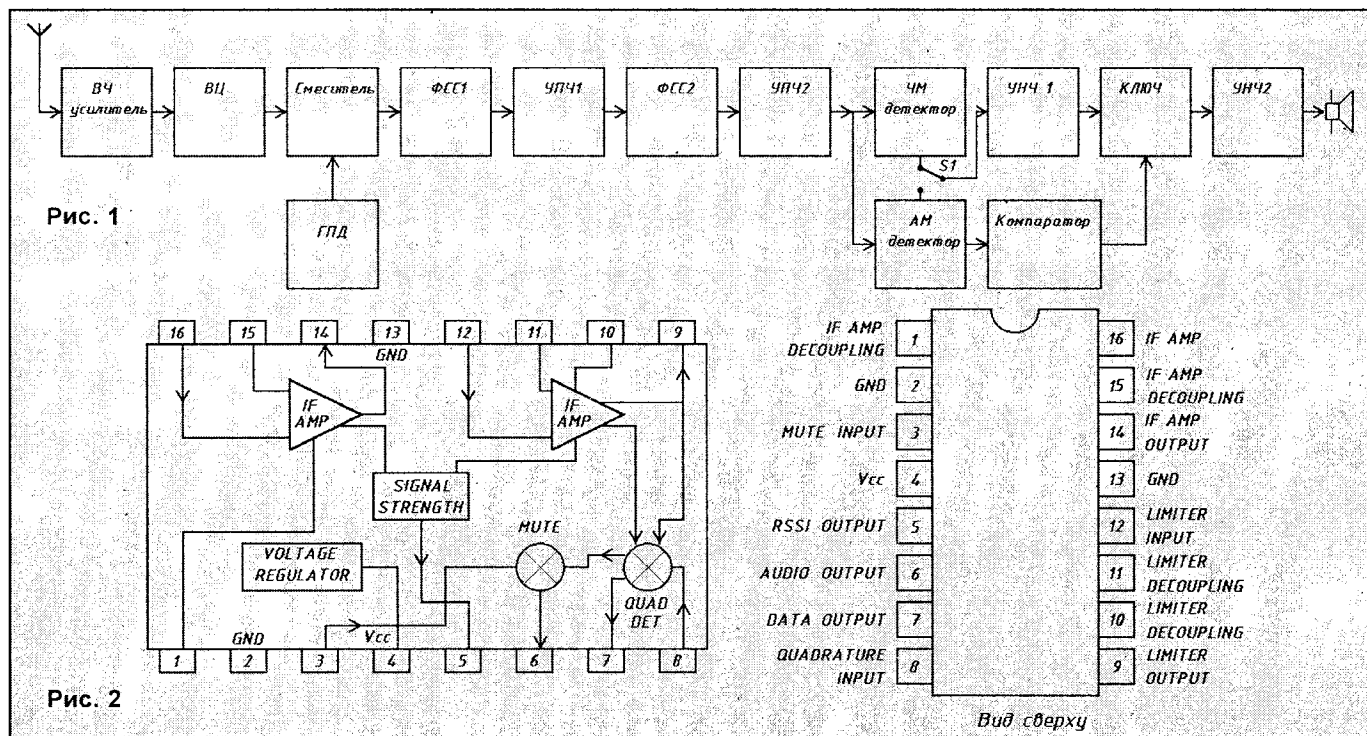 ВЧ
усилитель
ВЦ
Смеситель
ФСС1
УПЧ1
ФСС2
УПЧ2
ЧМ
детектор
УНЧ 1
КЛЮЧ
УНЧ2
S1
Рис. 1
ГПД
АМ
детектор
Компаратор
16
15
14
13
12
11
10
9
GND
IF
AMP
IF
AMP
SIGNAL
STRENGTH
MUTE
VOLTAGE
REGULATOR
QUAD
DET
GND
Vcc
1
2
3
4
5
6
7
8
Рис. 2
IF AMP
DECOUPLING
1
16
IF AMP
GND
2
15
IF AMP
DECOUPLING
MUTE INPUT
3
14
IF AMP
OUTPUT
Vcc
4
13
GND
RSSI OUTPUT
5
12
LIMITER
INPUT
AUDIO OUTPUT
6
11
LIMITER
DECOUPLING
DATA OUTPUT
7
10
LIMITER
DECOUPLING
QUADRATURE
INPUT
8
9
LIMITER
OUTPUT
Вид сверху